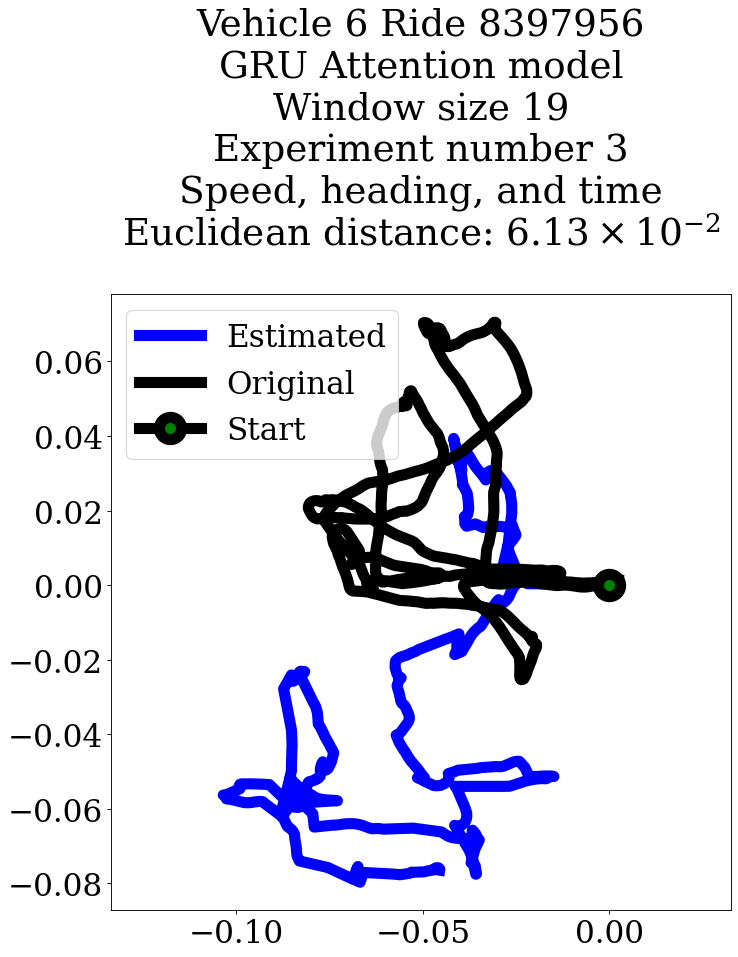 Vehicle 6 Ride 8397956
GRU Attention model
Window size 19
Experiment number 3
Speed, heading, and time
Euclidean distance: 6.13 × 10⁻²
Estimated
Original
Start
0.06
0.04
0.02
0.00
−0.02
−0.04
−0.06
−0.08
−0.10
−0.05
0.00